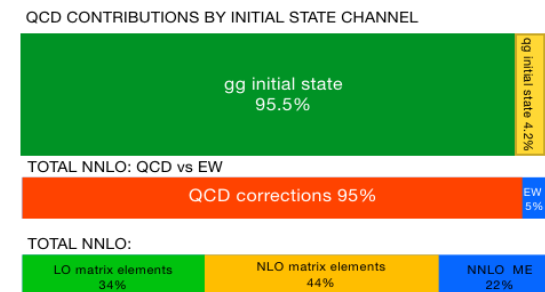 QCD CONTRIBUTIONS BY INITIAL STATE CHANNEL
gg initial state
95.5%
qg initial state 4.2%
TOTAL NNLO: QCD vs EW
QCD corrections 95%
EW
5%
TOTAL NNLO:
LO matrix elements
34%
NLO matrix elements
44%
NNLO ME
22%